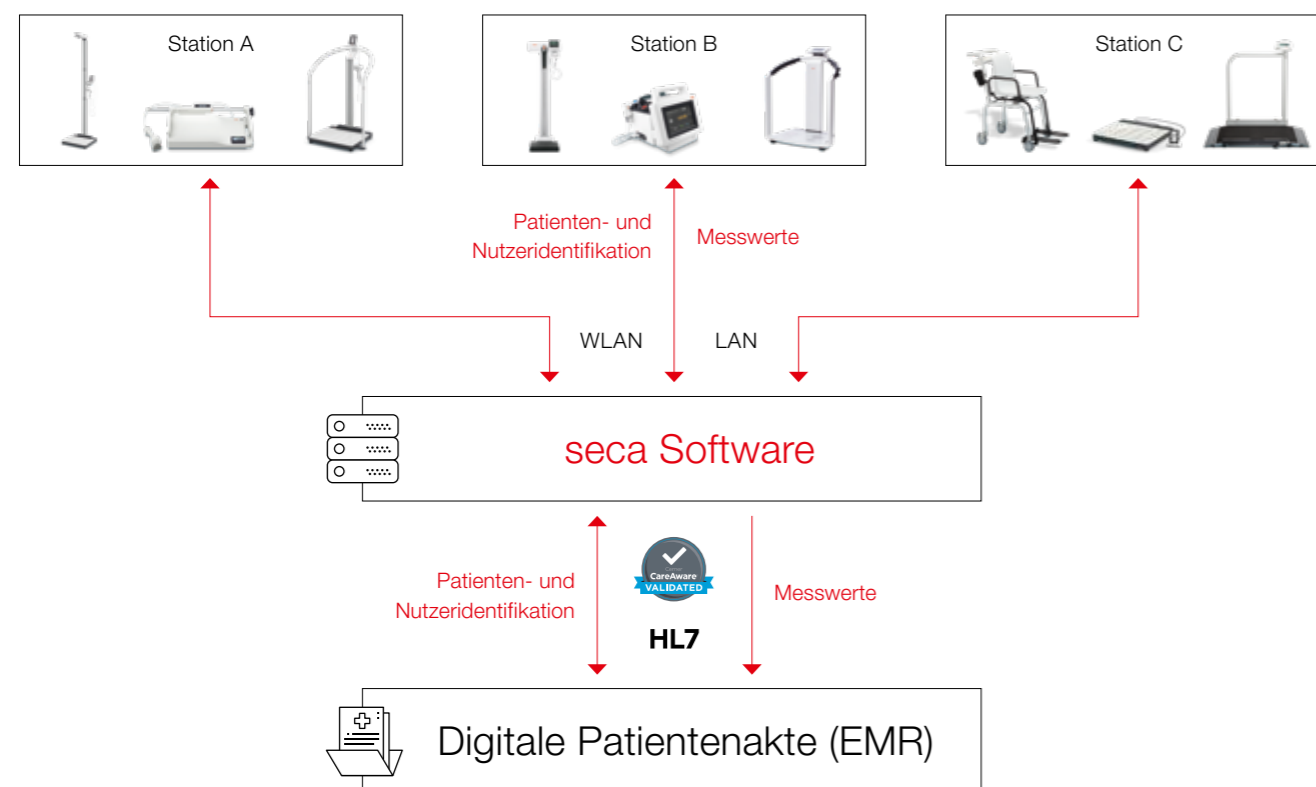 Station A
Station B
Station C
Patienten- und
Nutzeridentifikation
Messwerte
WLAN
LAN
seca Software
Patienten- und
Nutzeridentifikation
Cerner
CareAware
VALIDATED
HL7
Messwerte
Digitale Patientenakte (EMR)